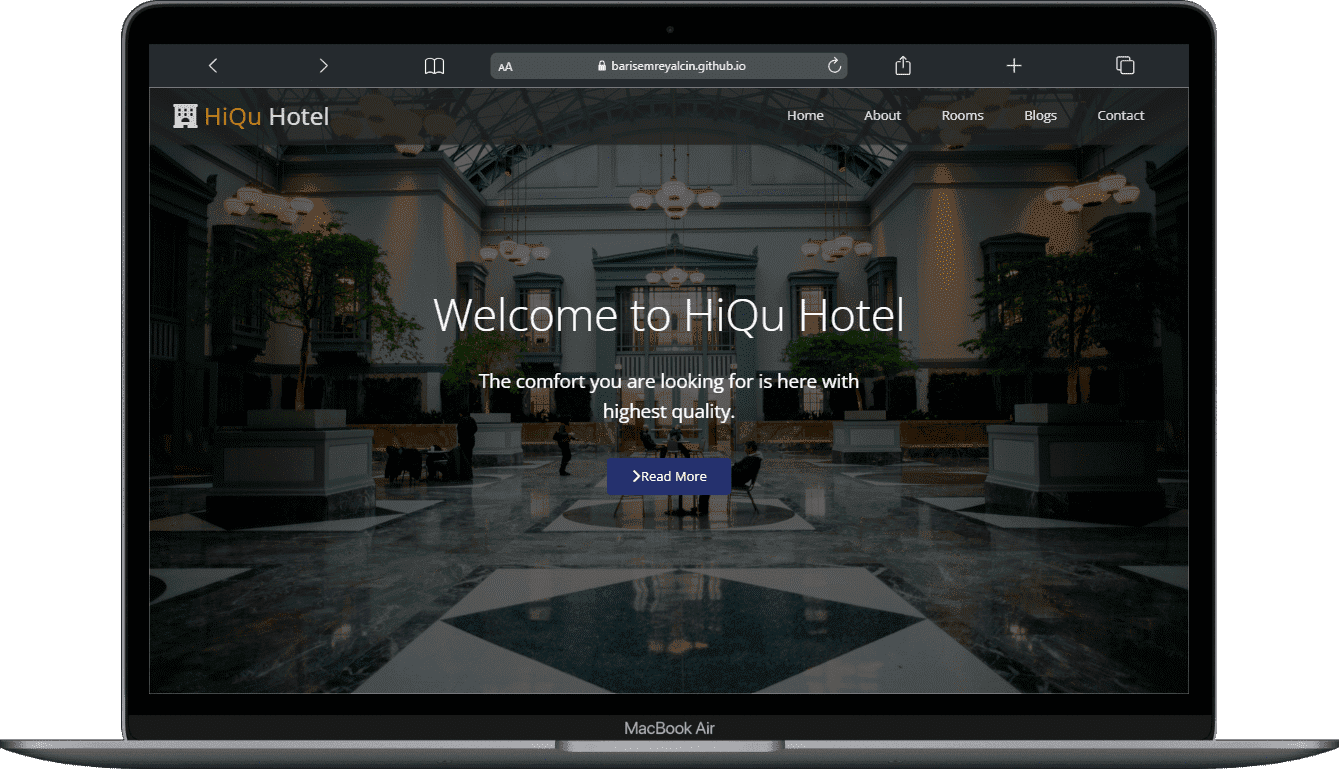 AA barisemreyalcin.github.io
HiQu Hotel Home About Rooms Blogs Contact
Welcome to HiQu Hotel
The comfort you are looking for is here with
highest quality.
Read More
MacBook Air